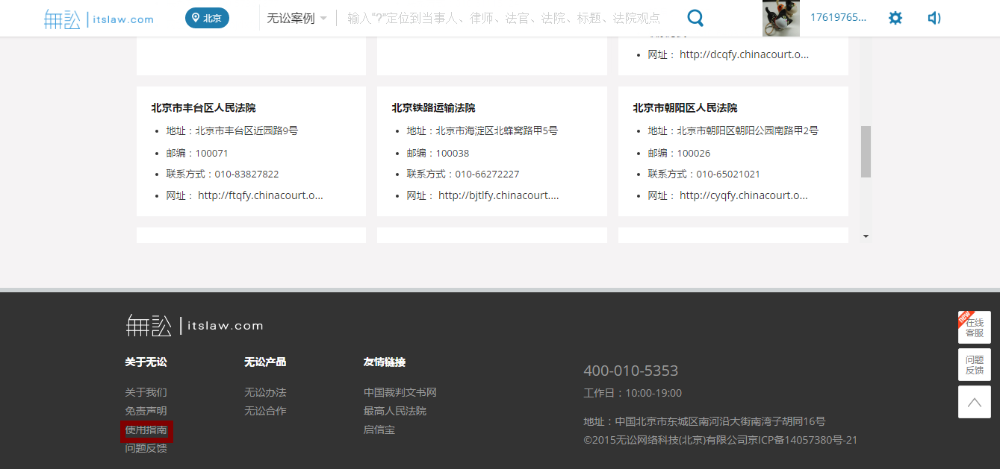 無訟 | itslaw.com 北京 无讼案例 输入“?”定位到当事人、律师、法官、法院、标题、法院观点 17619765...
网址： http://dcqfy.chinacourt.o...
北京市丰台区人民法院
地址：北京市丰台区近园路9号
邮编：100071
联系方式：010-83827822
网址： http://ftqfy.chinacourt.o...
北京铁路运输法院
地址：北京市海淀区北蜂窝路甲5号
邮编：100038
联系方式：010-66272227
网址： http://bjtlfy.chinacourt....
北京市朝阳区人民法院
地址：北京市朝阳区朝阳公园南路甲2号
邮编：100026
联系方式：010-65021021
网址： http://cyqfy.chinacourt.o...
無訟 | itslaw.com
关于无讼
关于我们
免责声明
使用指南
问题反馈
无讼产品
无讼办法
无讼合作
友情链接
中国裁判文书网
最高人民法院
启信宝
400-010-5353
工作日：10:00-19:00
地址：中国北京市东城区南河沿大街南湾子胡同16号
©2015无讼网络科技(北京)有限公司京ICP备14057380号-21
new
在线
客服
问题
反馈